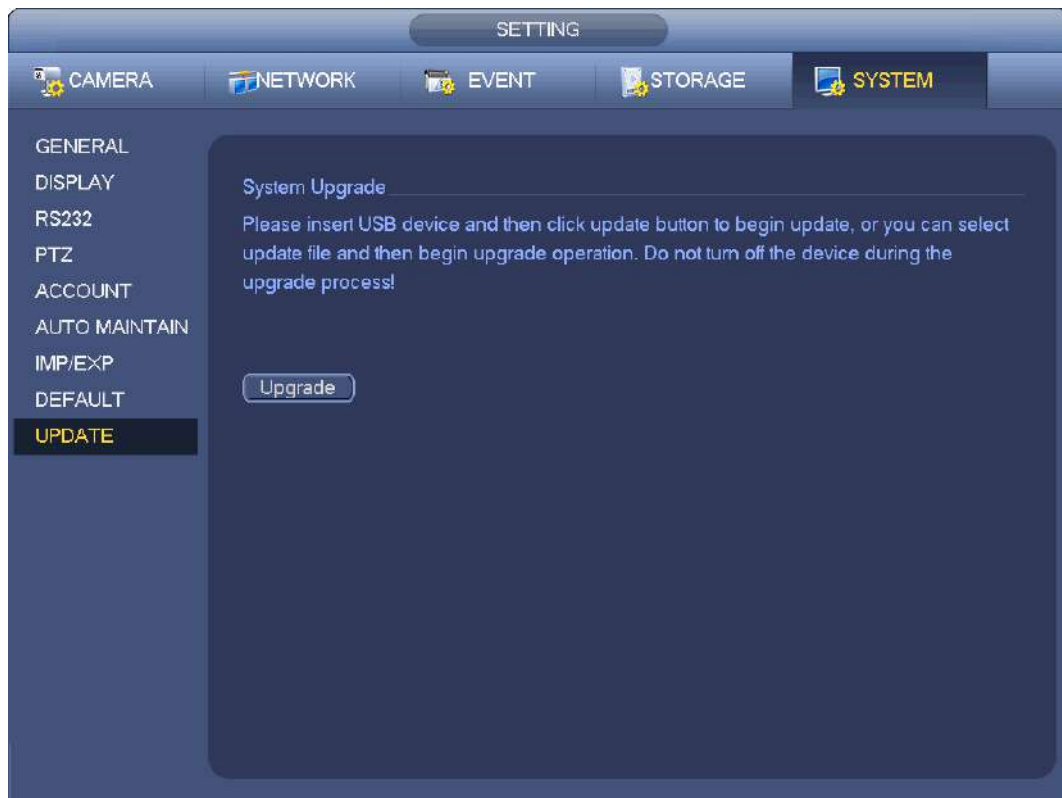 SETTING
CAMERA
NETWORK
EVENT
STORAGE
SYSTEM
GENERAL
DISPLAY
RS232
PTZ
ACCOUNT
AUTO MAINTAIN
IMP/EXP
DEFAULT
UPDATE
System Upgrade
Please insert USB device and then click update button to begin update, or you can select
update file and then begin upgrade operation. Do not turn off the device during the
upgrade process!
Upgrade